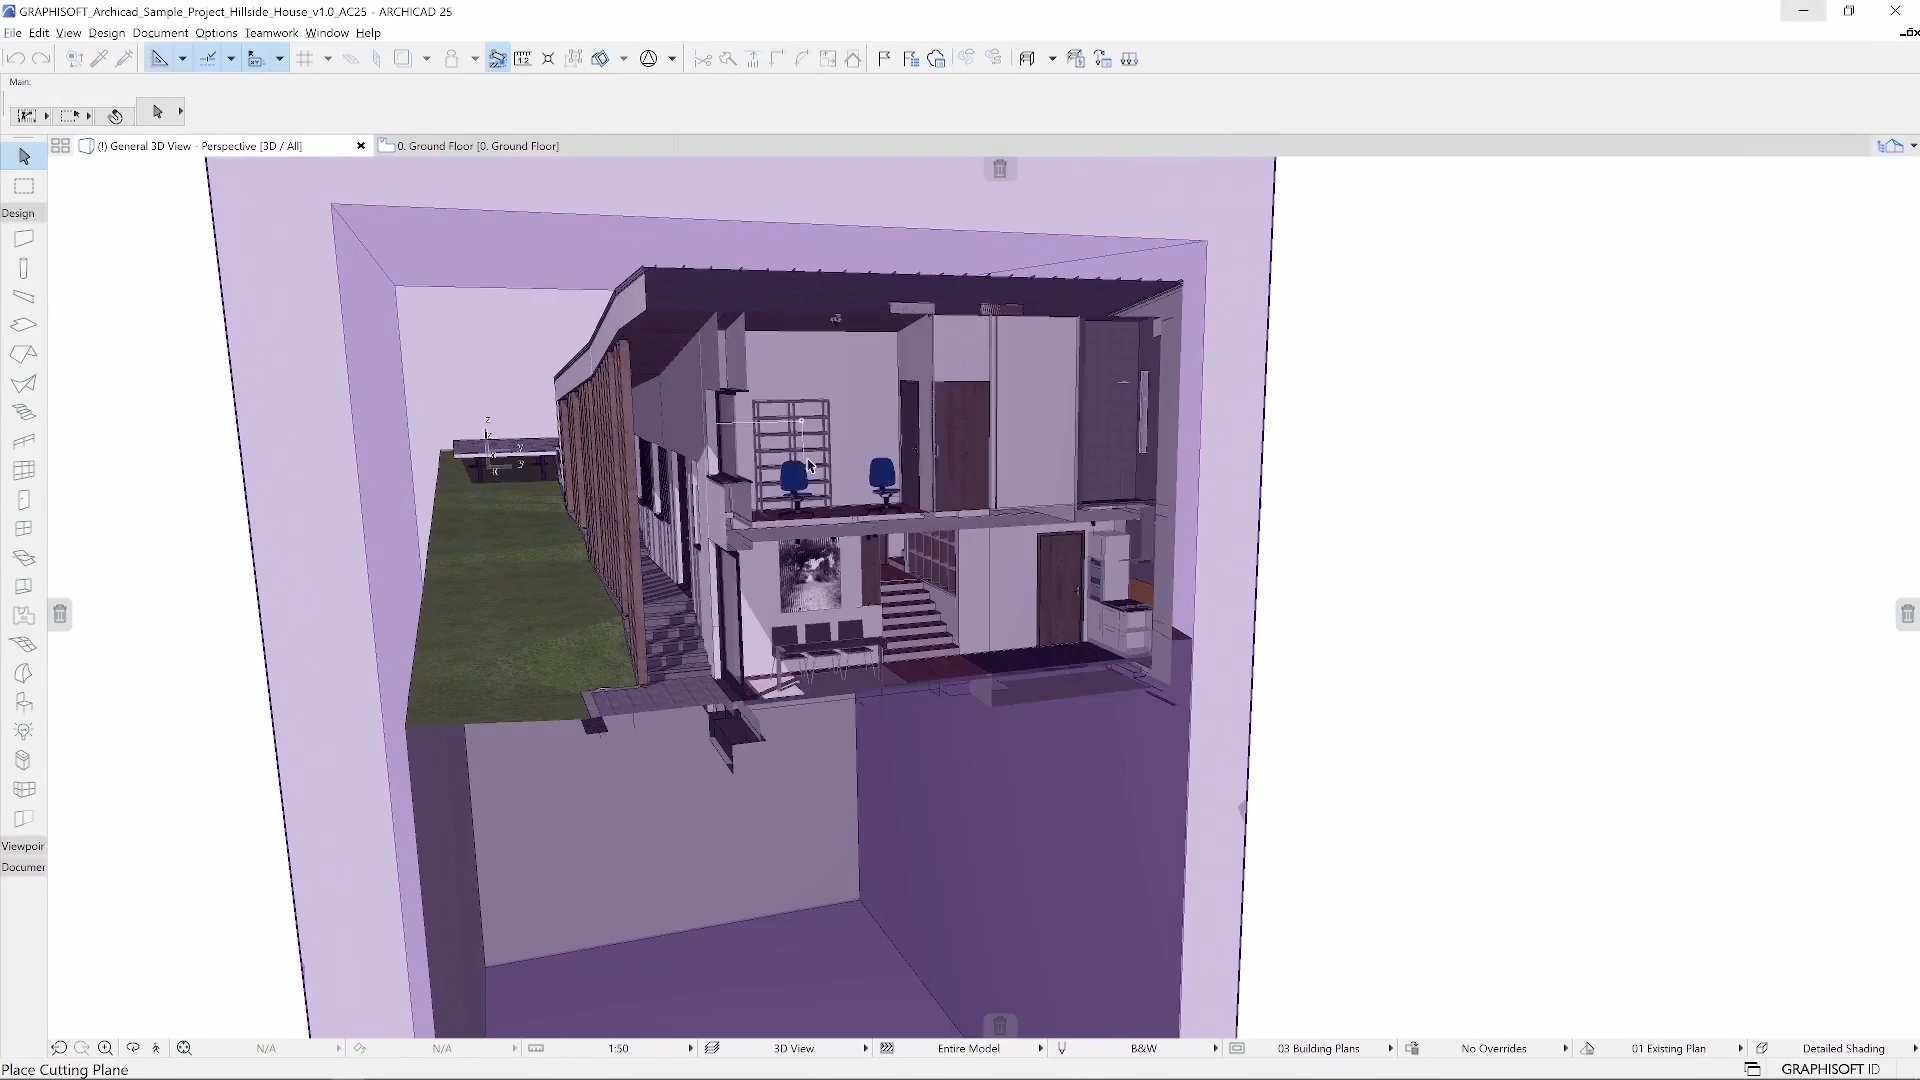 GRAPHISOFT_Archicad_Sample_Project_Hillside_House_v1.0_AC25 - ARCHICAD 25
File Edit View Design Document Options Teamwork Window Help
Main:
(!) General 3D View - Perspective [3D / All]
0. Ground Floor [0. Ground Floor]
Design
z
y
x
y
x
Viewpoir
Documer
N/A
N/A
1:50
3D View
Entire Model
B&W
03 Building Plans
No Overrides
01 Existing Plan
Detailed Shading
Place Cutting Plane
GRAPHISOFT ID